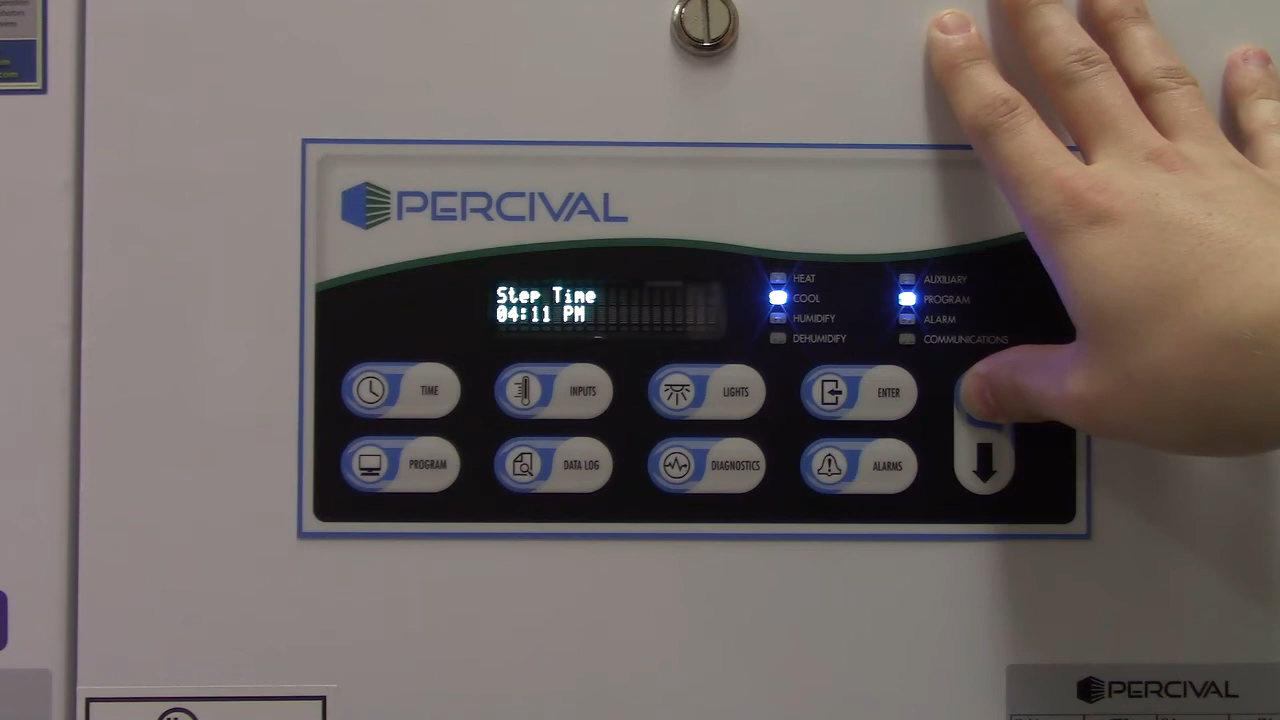 PERCIVAL
Step Time
04:11 PM
HEAT
COOL
HUMIDIFY
DEHUMIDIFY
AUXILIARY
PROGRAM
ALARM
COMMUNICATIONS
TIME
INPUTS
LIGHTS
ENTER
PROGRAM
DATA LOG
DIAGNOSTICS
ALARMS
PERCIVAL